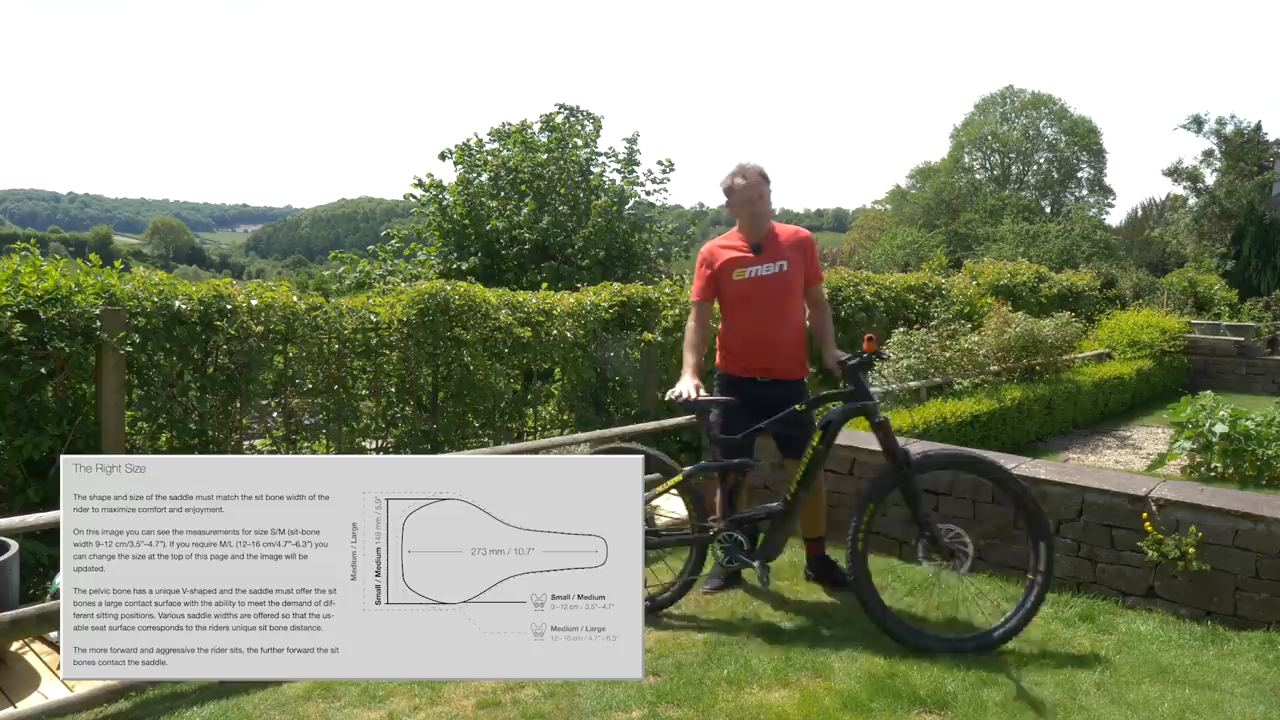 EMBN
The Right Size
The shape and size of the saddle must match the sit bone width of the
rider to maximize comfort and enjoyment.
On this image you can see the measurements for size S/M (sit-bone
width 9–12 cm/3.5"–4.7"). If you require M/L (12–16 cm/4.7"–6.3") you
can change the size at the top of this page and the image will be
updated.
The pelvic bone has a unique V-shaped and the saddle must offer the sit
bones a large contact surface with the ability to meet the demand of dif-
ferent sitting positions. Various saddle widths are offered so that the us-
able seat surface corresponds to the riders unique sit bone distance.
The more forward and aggressive the rider sits, the further forward the sit
bones contact the saddle.
Medium / Large
Small / Medium 149 mm / 5.9"
273 mm / 10.7"
Small / Medium
9–12 cm / 3.5"–4.7"
Medium / Large
12–16 cm / 4.7"–6.3"